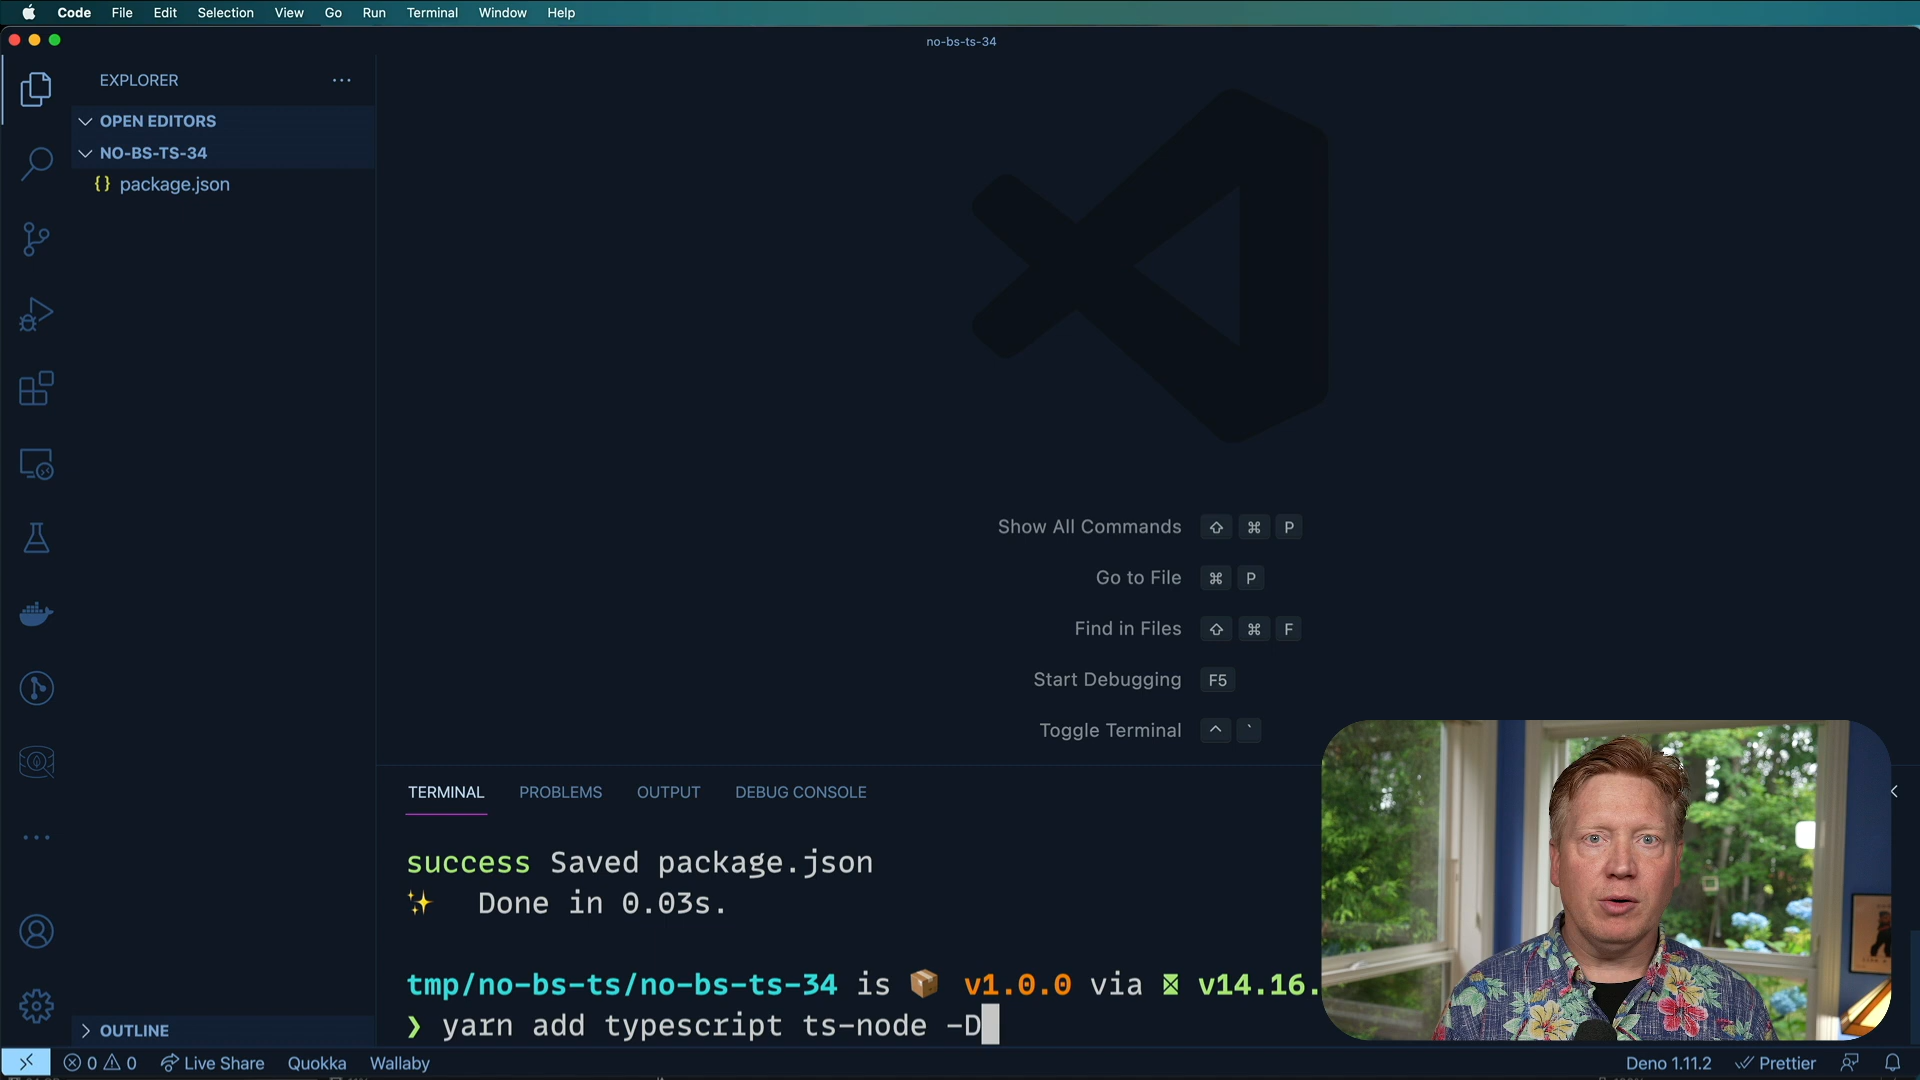 Code File Edit Selection View Go Run Terminal Window Help
no-bs-ts-34
EXPLORER
OPEN EDITORS
NO-BS-TS-34
{} package.json
Show All Commands ⇧ ⌘ P
Go to File ⌘ P
Find in Files ⇧ ⌘ F
Start Debugging F5
Toggle Terminal ^ `
TERMINAL PROBLEMS OUTPUT DEBUG CONSOLE
success Saved package.json
✨ Done in 0.03s.
tmp/no-bs-ts/no-bs-ts-34 is 📦 v1.0.0 via v14.16.
❯ yarn add typescript ts-node -D
OUTLINE
0 0 Live Share Quokka Wallaby Deno 1.11.2 Prettier